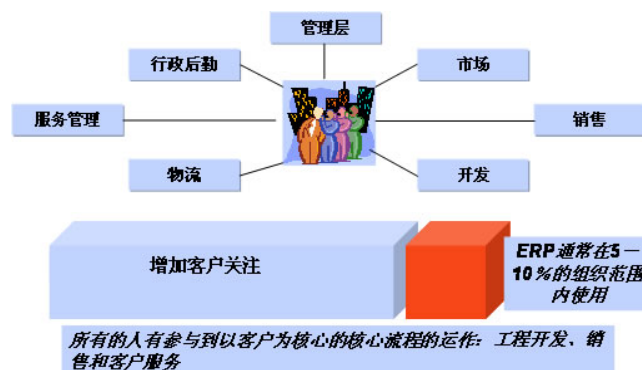 管理层
行政后勤
市场
服务管理
销售
物流
开发
增加客户关注
ERP通常在5－
10％的组织范围
内使用
所有的人有参与到以客户为核心的核心流程的运作：工程开发、销
售和客户服务